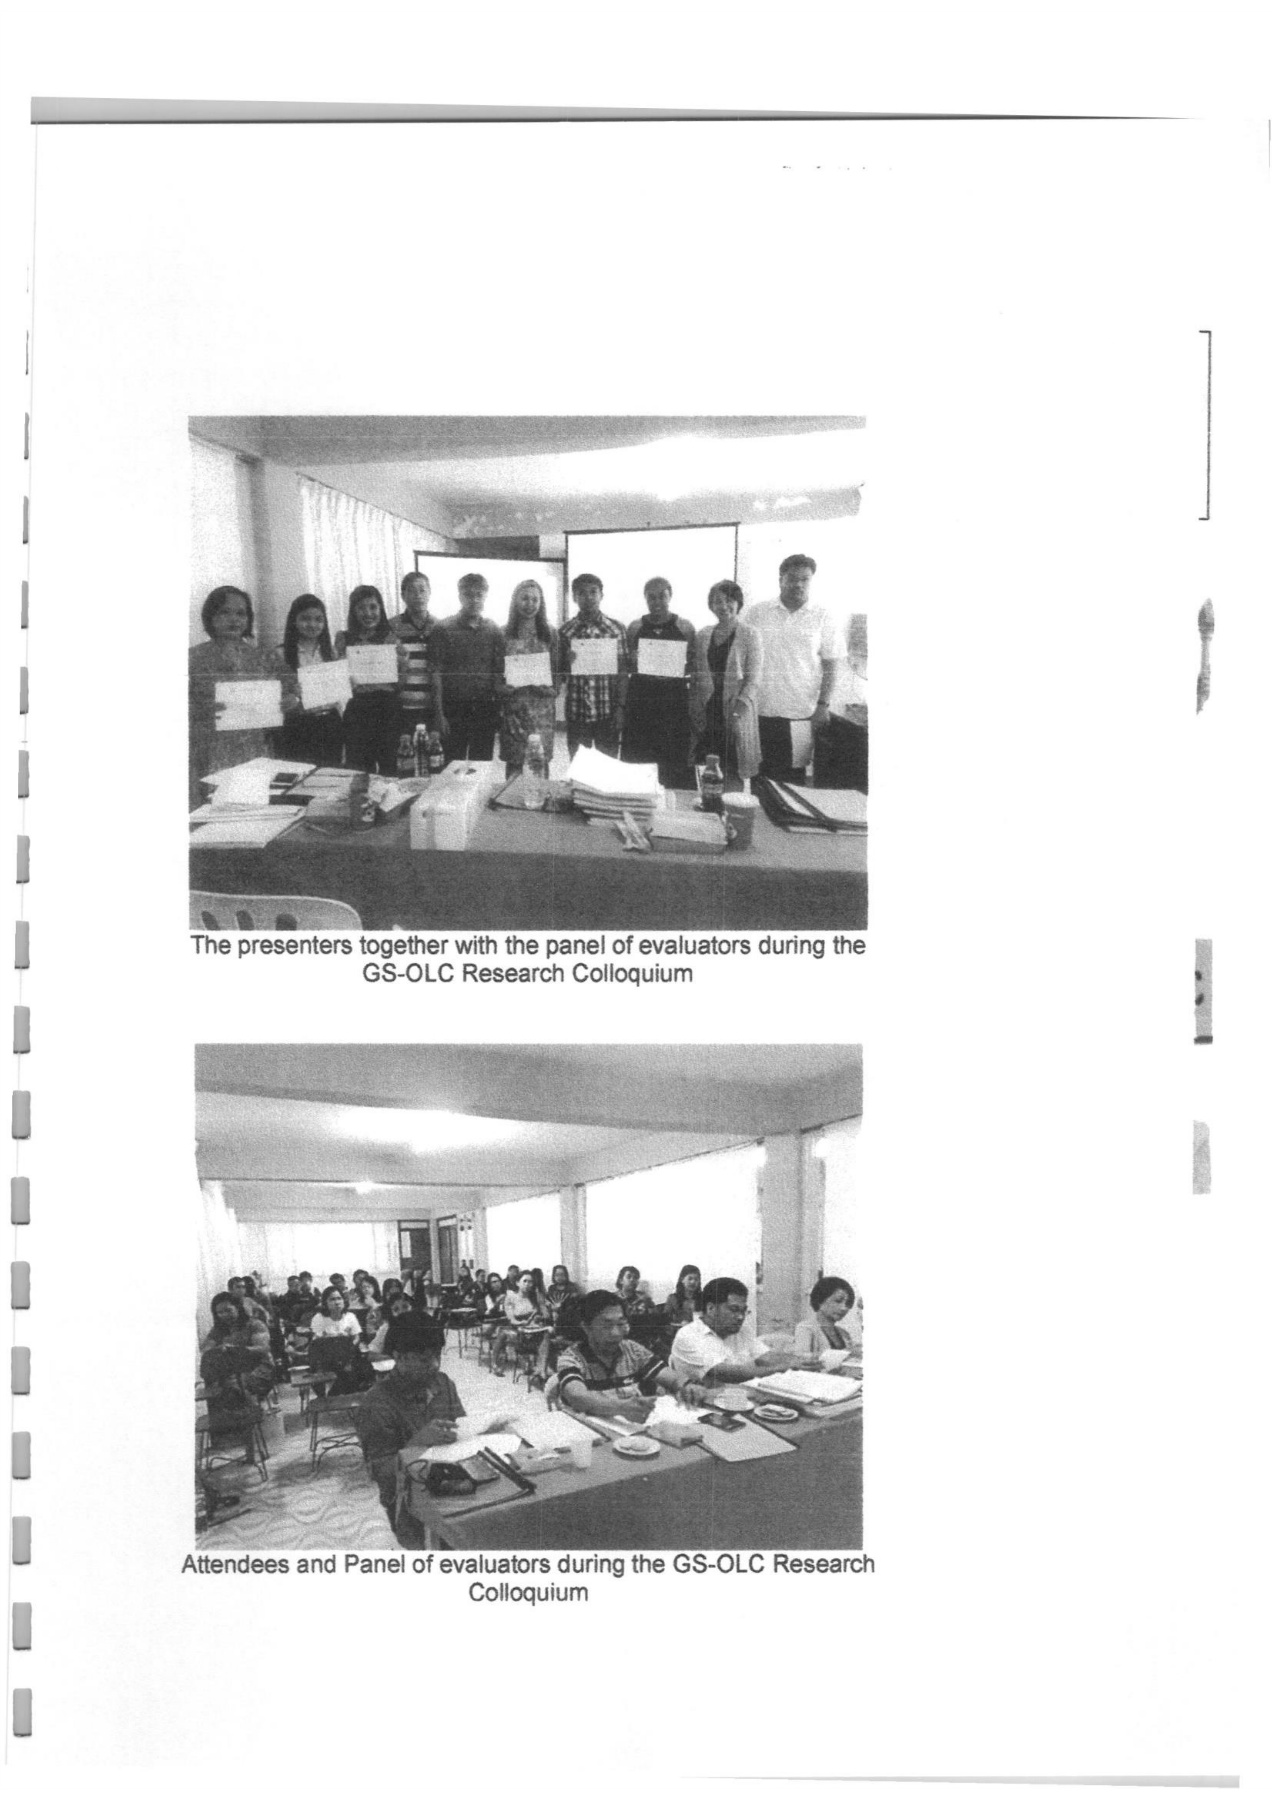 The presenters together with the panel of evaluators during the
GS-OLC Research Colloquium
Attendees and Panel of evaluators during the GS-OLC Research
Colloquium